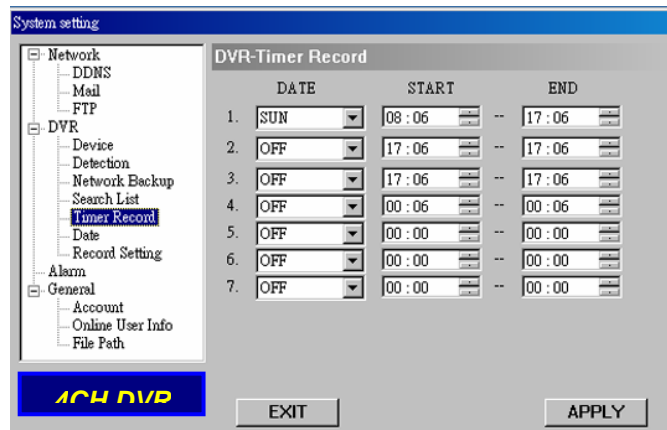 System setting
Network
DDNS
Mail
FTP
DVR
Device
Detection
Network Backup
Search List
Timer Record
Date
Record Setting
Alarm
General
Account
Online User Info
File Path
4CH DVR
DVR-Timer Record
DATE START END
1. SUN 08 : 06 -- 17 : 06
2. OFF 17 : 06 -- 17 : 06
3. OFF 17 : 06 -- 17 : 06
4. OFF 00 : 06 -- 00 : 06
5. OFF 00 : 00 -- 00 : 00
6. OFF 00 : 00 -- 00 : 00
7. OFF 00 : 00 -- 00 : 00
EXIT APPLY